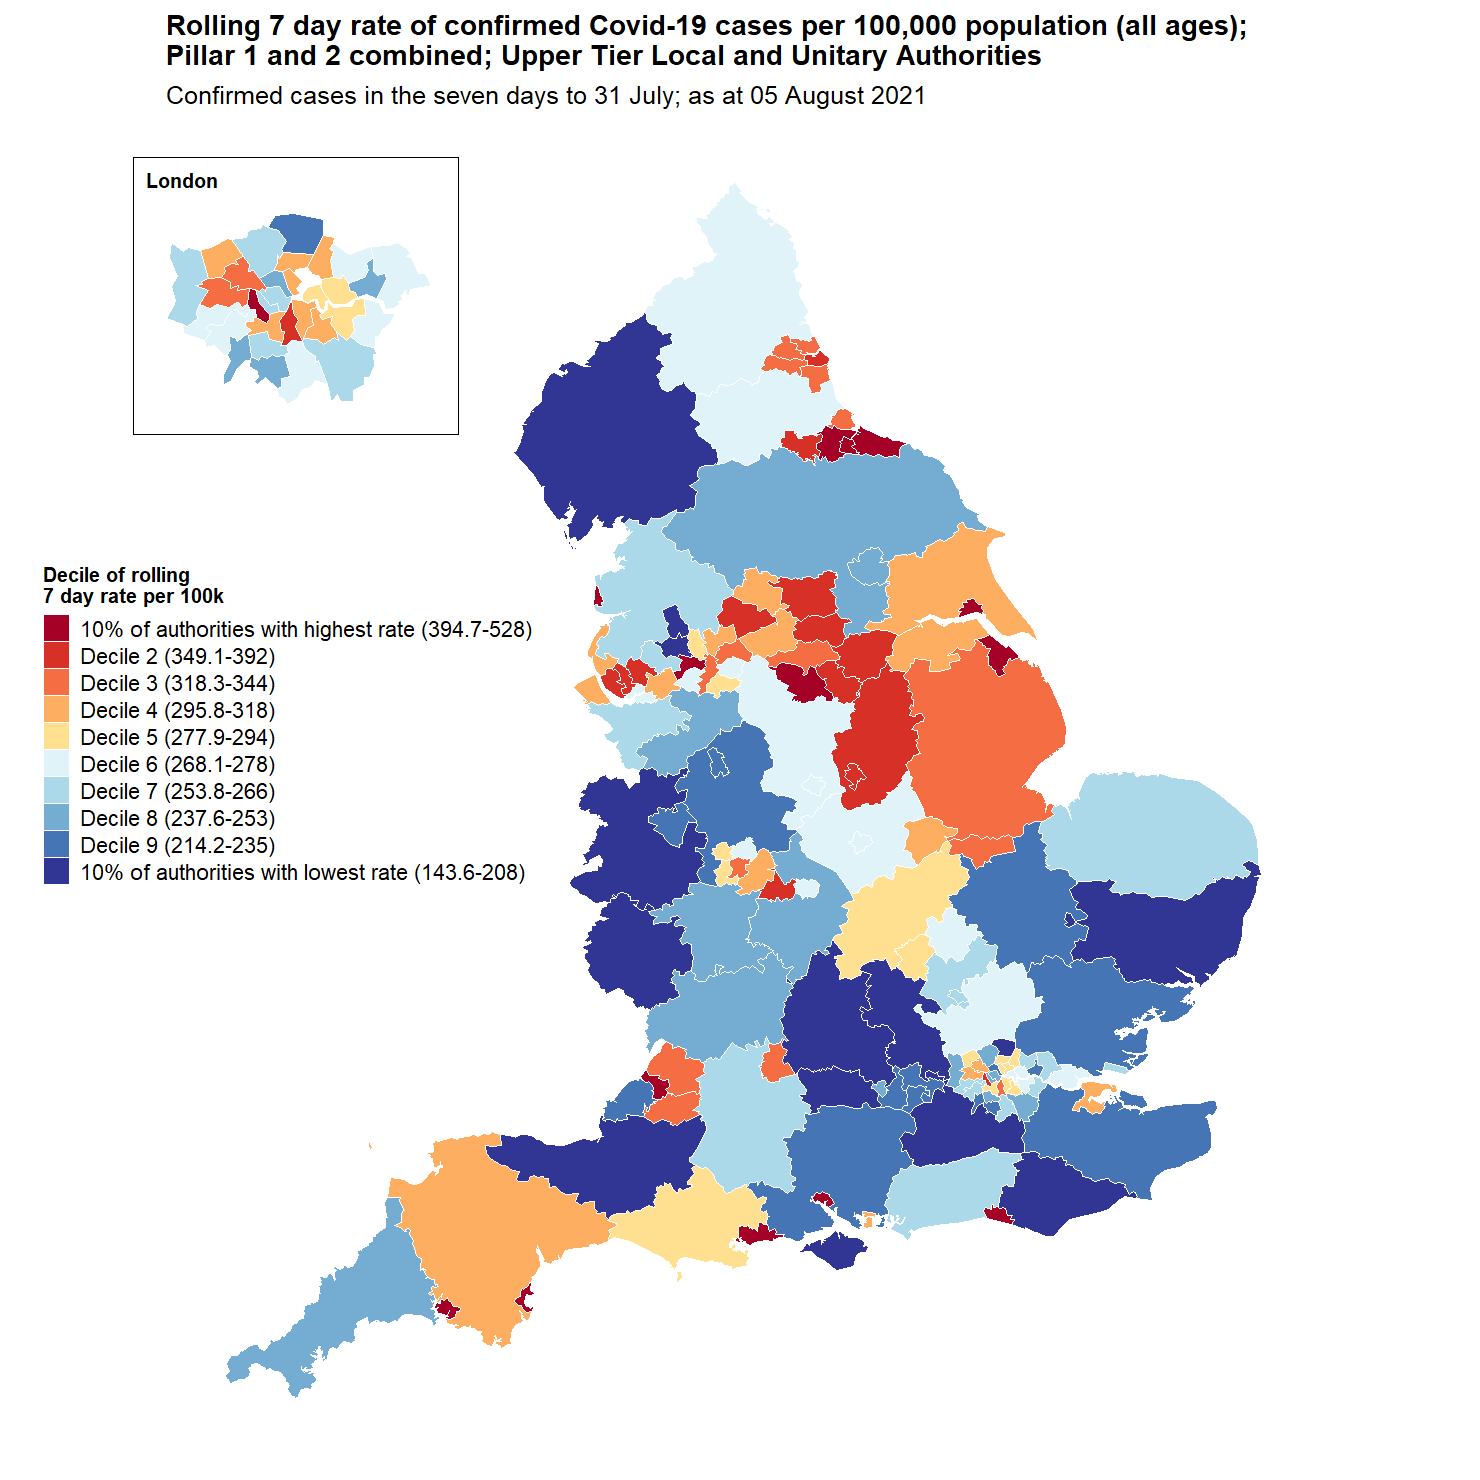 Rolling 7 day rate of confirmed Covid-19 cases per 100,000 population (all ages);
Pillar 1 and 2 combined; Upper Tier Local and Unitary Authorities
Confirmed cases in the seven days to 31 July; as at 05 August 2021
London
Decile of rolling
7 day rate per 100k
10% of authorities with highest rate (394.7-528)
Decile 2 (349.1-392)
Decile 3 (318.3-344)
Decile 4 (295.8-318)
Decile 5 (277.9-294)
Decile 6 (268.1-278)
Decile 7 (253.8-266)
Decile 8 (237.6-253)
Decile 9 (214.2-235)
10% of authorities with lowest rate (143.6-208)